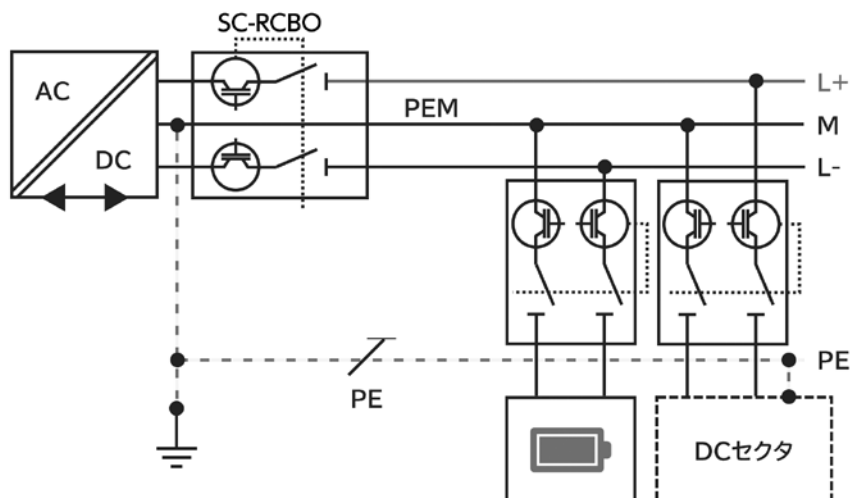 SC-RCBO
AC
DC
PEM
L+
M
L-
PE
PE
DCセクタ